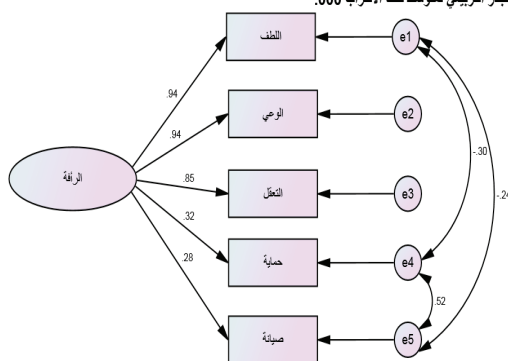 اللطف
e1
.94
الوعي
e2
.94
-.30
الرأفة
.85
التعقل
e3
-.24
.32
حماية
e4
.28
.52
صيانة
e5